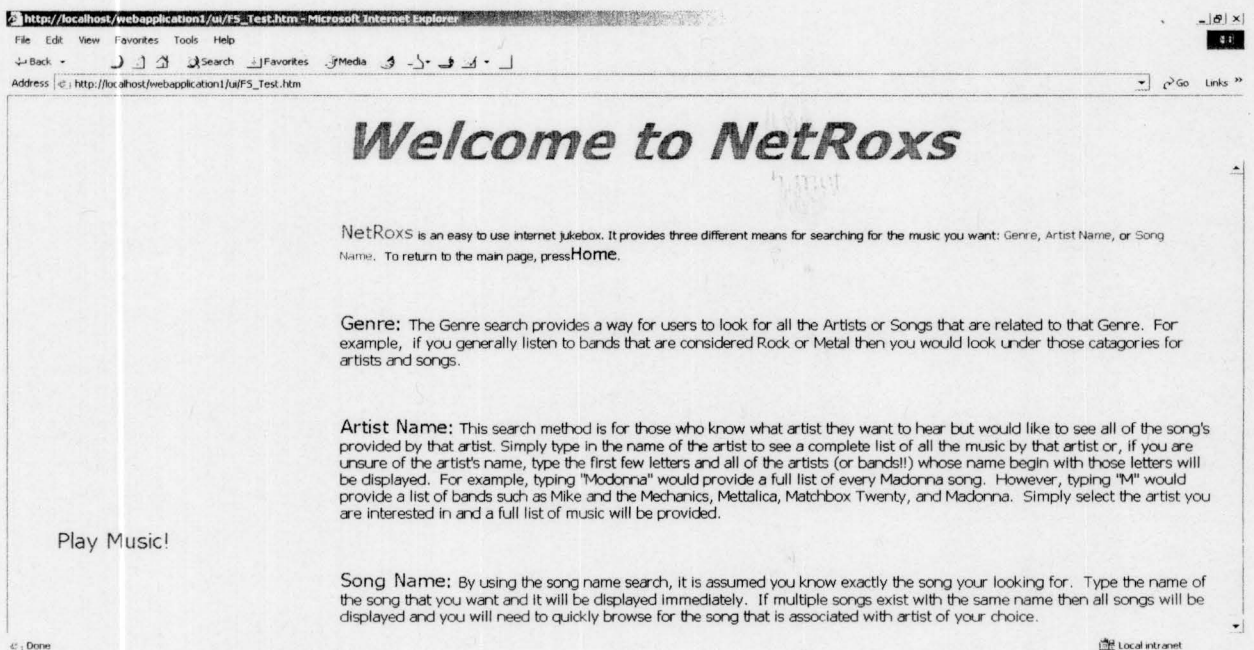 http://localhost/webapplication1/ui/FS_Test.htm - Microsoft Internet Explorer
File Edit View Favorites Tools Help
Back Search Favorites Media
Address http://localhost/webapplication1/ui/FS_Test.htm Go Links »
Welcome to NetRoxs
NetRoxs is an easy to use internet jukebox. It provides three different means for searching for the music you want: Genre, Artist Name, or Song
Name. To return to the main page, pressHome.
Genre: The Genre search provides a way for users to look for all the Artists or Songs that are related to that Genre. For
example, if you generally listen to bands that are considered Rock or Metal then you would look under those catagories for
artists and songs.
Artist Name: This search method is for those who know what artist they want to hear but would like to see all of the song's
provided by that artist. Simply type in the name of the artist to see a complete list of all the music by that artist or, if you are
unsure of the artist's name, type the first few letters and all of the artists (or bands!!) whose name begin with those letters will
be displayed. For example, typing "Modonna" would provide a full list of every Madonna song. However, typing "M" would
provide a list of bands such as Mike and the Mechanics, Mettalica, Matchbox Twenty, and Madonna. Simply select the artist you
are interested in and a full list of music will be provided.
Play Music!
Song Name: By using the song name search, it is assumed you know exactly the song your looking for. Type the name of
the song that you want and it will be displayed immediately. If multiple songs exist with the same name then all songs will be
displayed and you will need to quickly browse for the song that is associated with artist of your choice.
Done Local intranet